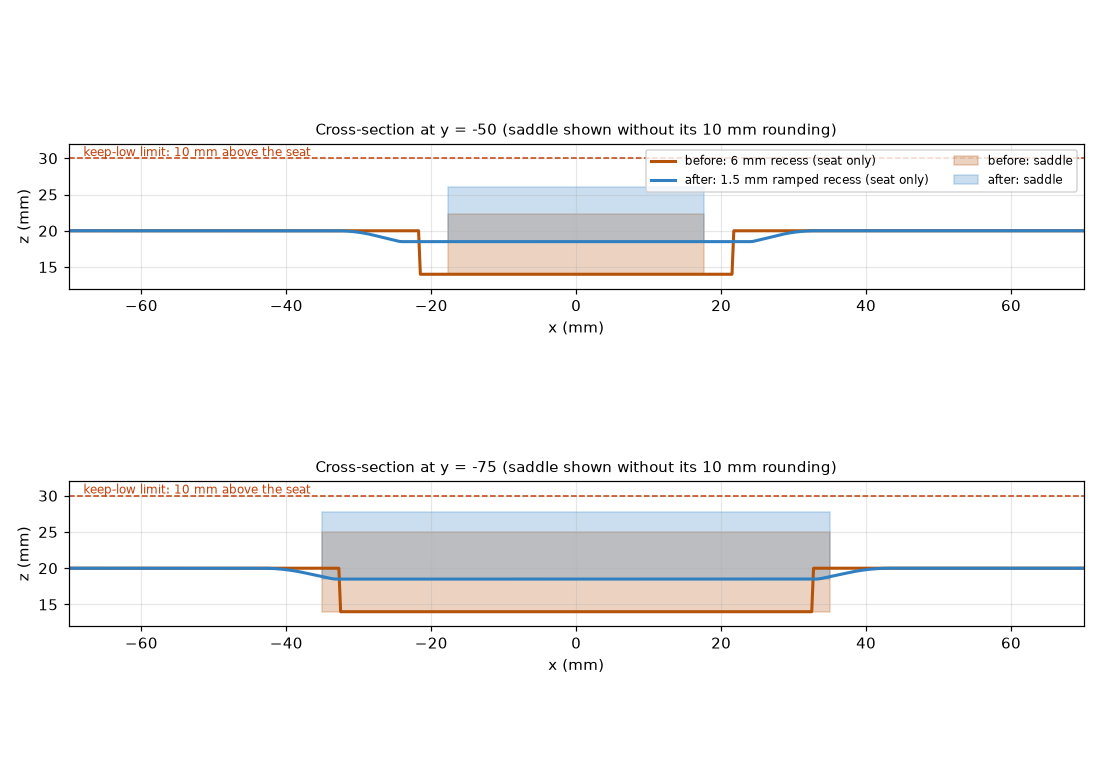 Cross-section at y = -50 (saddle shown without its 10 mm rounding)
keep-low limit: 10 mm above the seat
before: 6 mm recess (seat only)
before: saddle
after: 1.5 mm ramped recess (seat only)
after: saddle
z (mm)
30
25
20
15
−60
−40
−20
0
20
40
60
x (mm)
Cross-section at y = -75 (saddle shown without its 10 mm rounding)
keep-low limit: 10 mm above the seat
z (mm)
30
25
20
15
−60
−40
−20
0
20
40
60
x (mm)